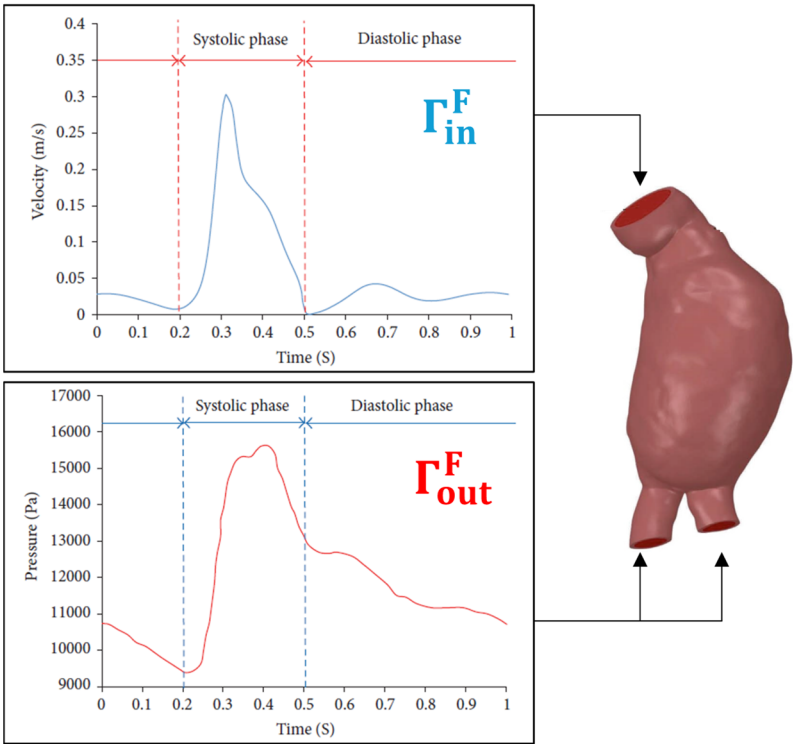 0.4
Systolic phase Diastolic phase
0.35
0.3
Γ F in
0.25
Velocity (m/s)
0.2
0.15
0.1
0.05
0
0 0.1 0.2 0.3 0.4 0.5 0.6 0.7 0.8 0.9 1
Time (S)
17000
Systolic phase Diastolic phase
16000
15000
Γ F out
14000
Pressure (Pa)
13000
12000
11000
10000
9000
0 0.1 0.2 0.3 0.4 0.5 0.6 0.7 0.8 0.9 1
Time (S)